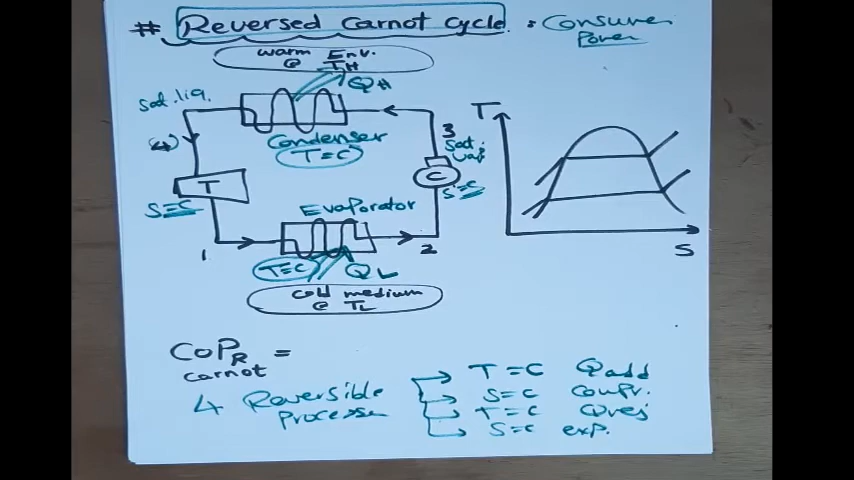 # Reversed Carnot cycle : Consumes
Power
warm Env.
@ TH
QH
sat. liq.
Condenser
T=C
3
Sat.
Vap
(4)
T
C
S=C
S=C
Evaporator
1
2
T=C
QL
cold medium
@ TL
T
S
COPR =
carnot
4 Reversible
processes
T=C Qadd
S=C compr.
T=C Qrej
S=C exp.